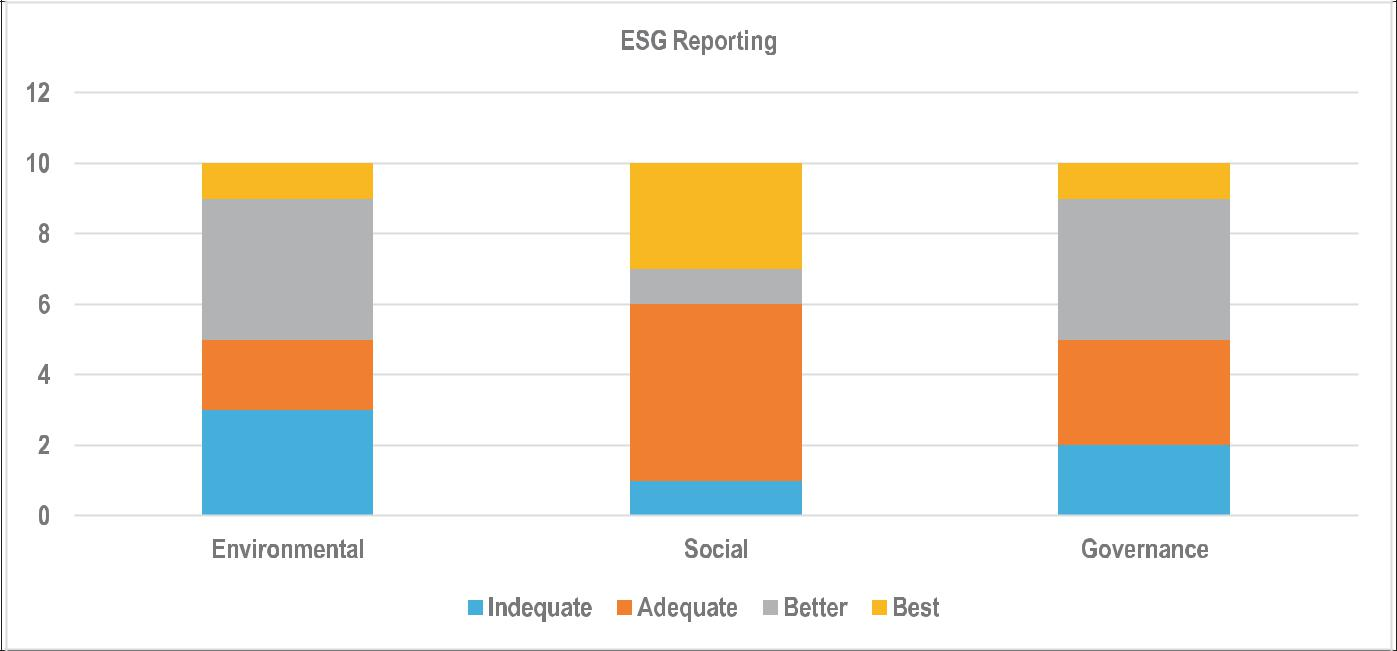 ESG Reporting
12
10
8
6
4
2
0
Environmental Social Governance
Indequate Adequate Better Best